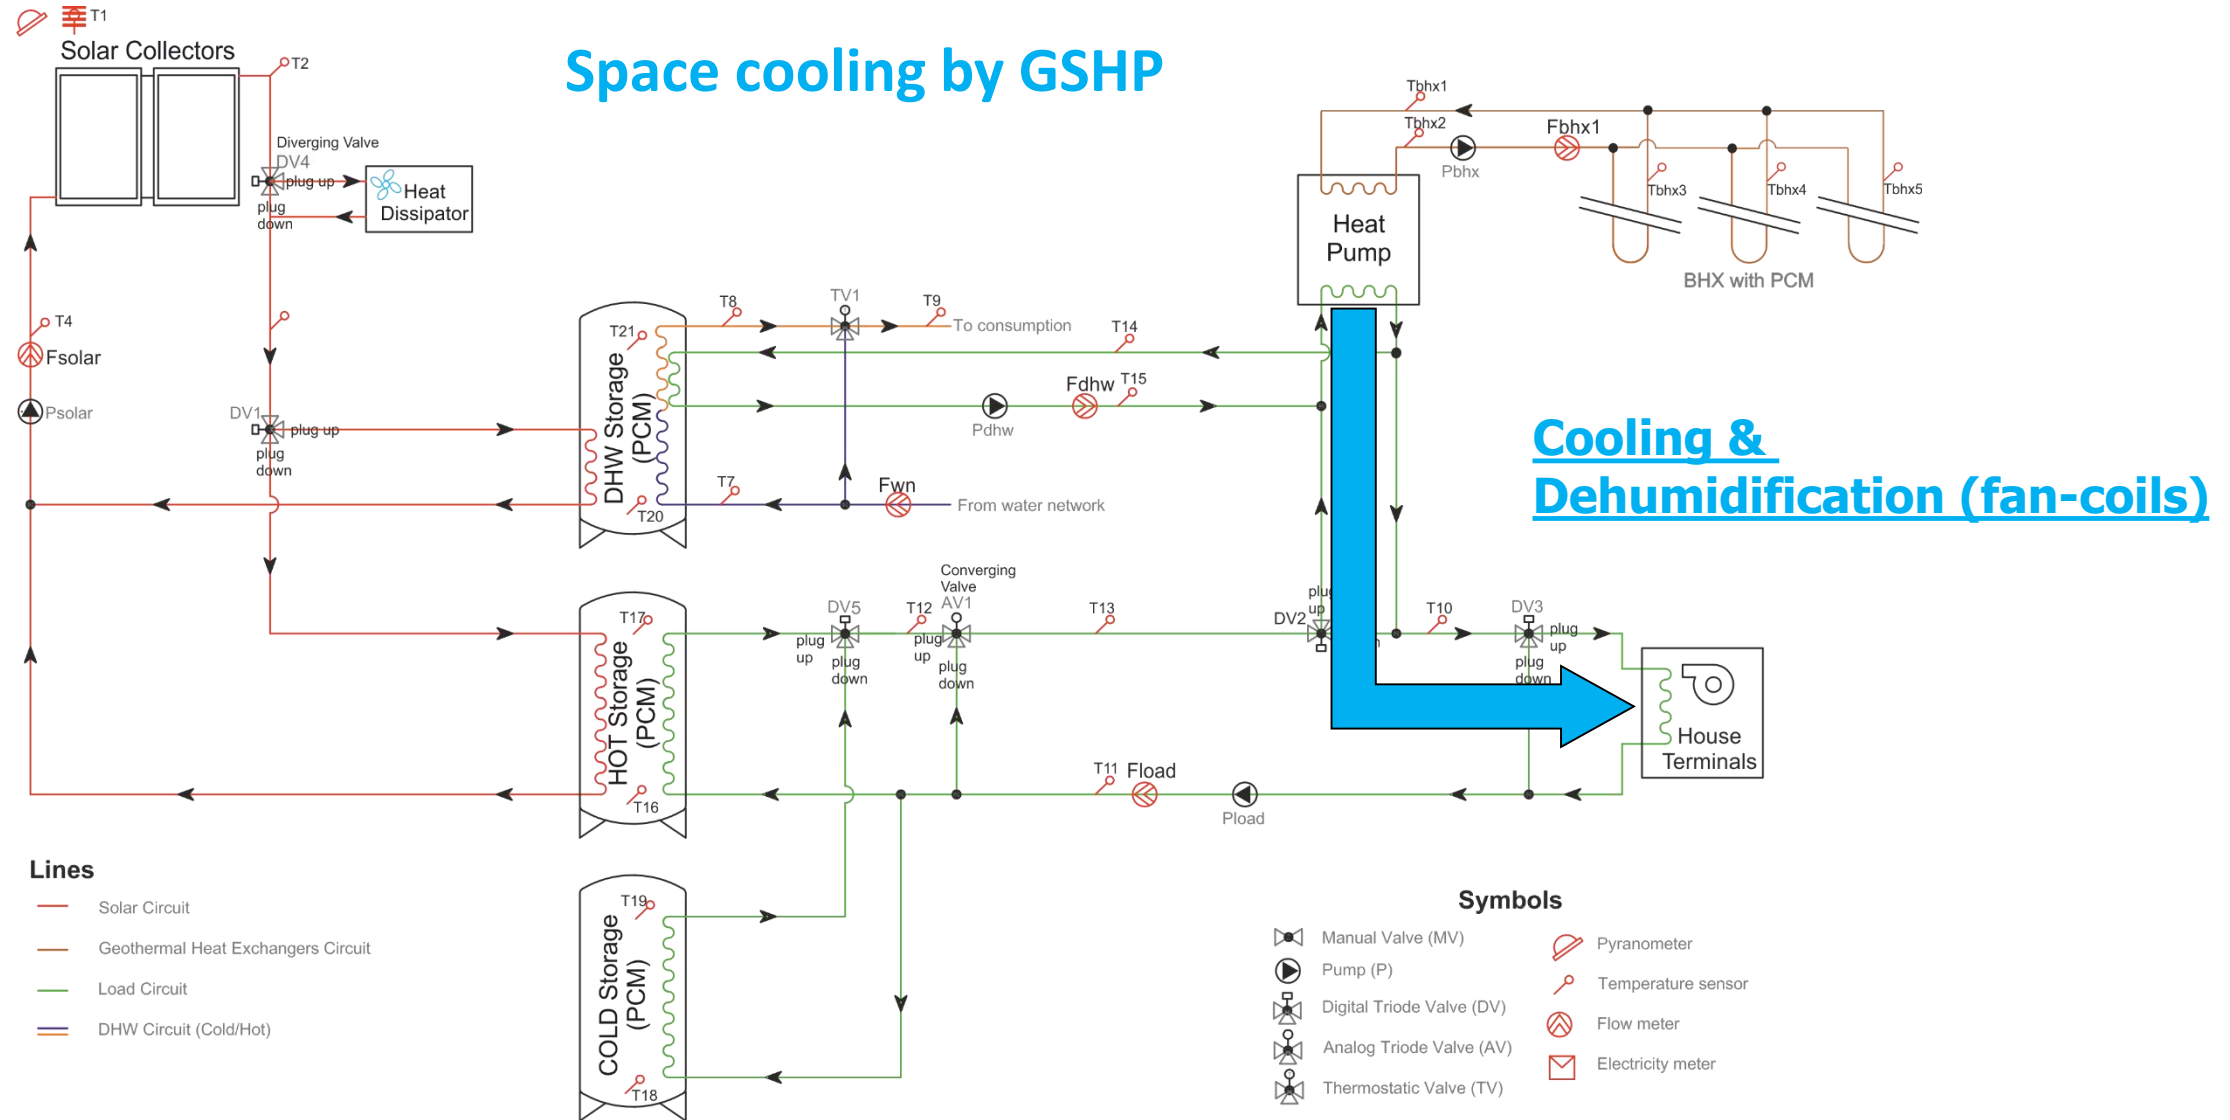 T1
Solar Collectors
T2
Space cooling by GSHP
Diverging Valve
DV4
plug up
plug
down
Heat
Dissipator
T4
Fsolar
Psolar
DV1
plug up
plug
down
Tbhx1
Tbhx2
Pbhx
Fbhx1
Tbhx3
Tbhx4
Tbhx5
BHX with PCM
Heat
Pump
T21
DHW Storage
(PCM)
T20
T8
TV1
T9
To consumption
T14
Fdhw
T15
Pdhw
T7
Fwn
From water network
Cooling &
Dehumidification (fan-coils)
T17
HOT Storage
(PCM)
T16
DV5
plug
up
plug
down
T12
Converging
Valve
AV1
plug
up
plug
down
T13
DV2
up
T10
DV3
plug
up
plug
down
House
Terminals
T11
Fload
Pload
T19
COLD Storage
(PCM)
T18
Lines
Solar Circuit
Geothermal Heat Exchangers Circuit
Load Circuit
DHW Circuit (Cold/Hot)
Symbols
Manual Valve (MV)
Pump (P)
Digital Triode Valve (DV)
Analog Triode Valve (AV)
Thermostatic Valve (TV)
Pyranometer
Temperature sensor
Flow meter
Electricity meter